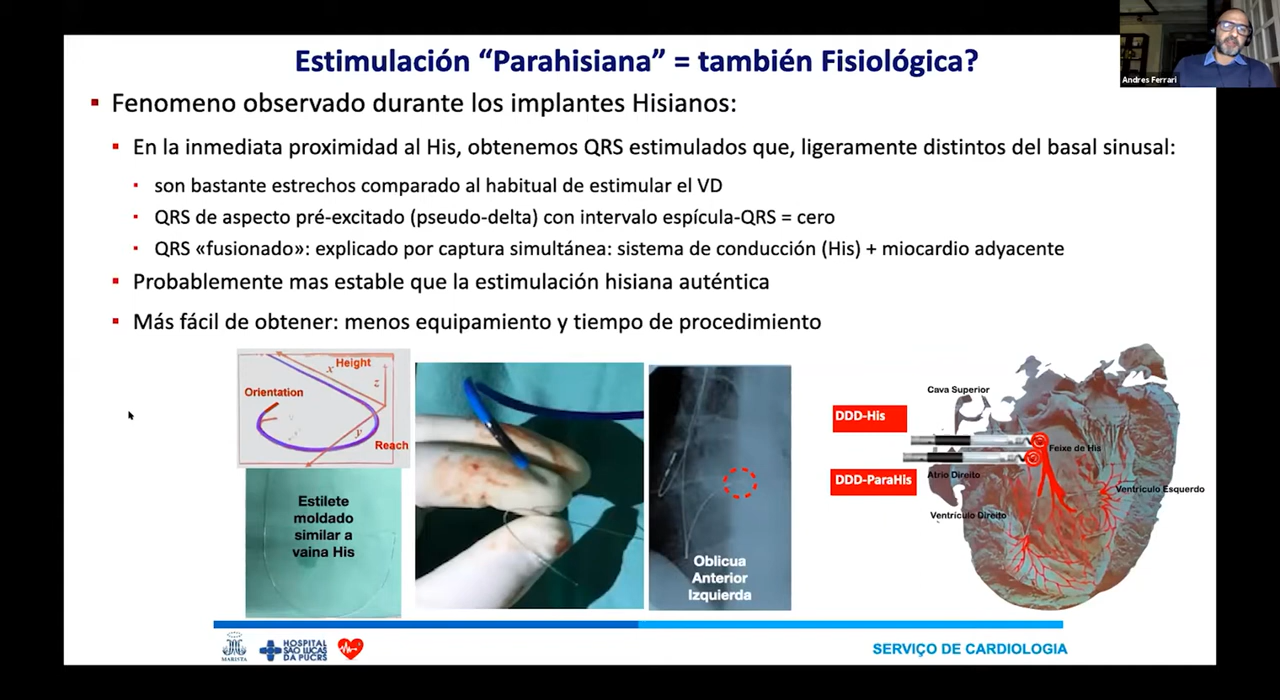 Estimulación “Parahisiana” = también Fisiológica?
Andres Ferrari
▪ Fenomeno observado durante los implantes Hisianos:
▪ En la inmediata proximidad al His, obtenemos QRS estimulados que, ligeramente distintos del basal sinusal:
▪ son bastante estrechos comparado al habitual de estimular el VD
▪ QRS de aspecto pré-excitado (pseudo-delta) con intervalo espícula-QRS = cero
▪ QRS «fusionado»: explicado por captura simultánea: sistema de conducción (His) + miocardio adyacente
▪ Probablemente mas estable que la estimulación hisiana auténtica
▪ Más fácil de obtener: menos equipamiento y tiempo de procedimiento
Height
x
z
Orientation
y
Reach
Estilete
moldado
similar a
vaina His
Oblicua
Anterior
Izquierda
Cava Superior
DDD-His
Feixe de His
Atrio Direito
DDD-ParaHis
Ventriculo Esquerdo
Ventriculo Direito
MARISTA
HOSPITAL
SÃO LUCAS
DA PUCRS
SERVIÇO DE CARDIOLOGIA